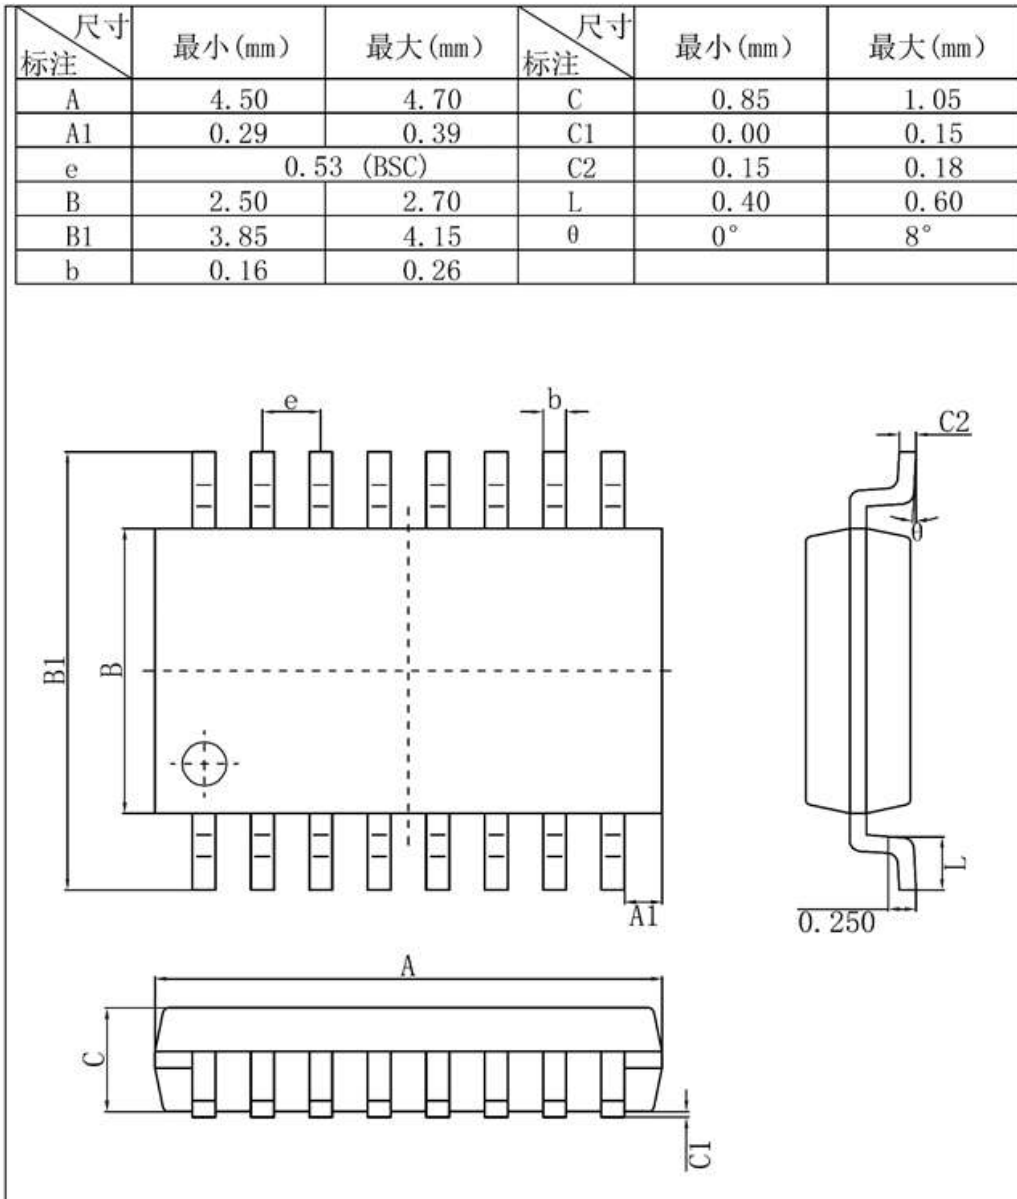 尺寸 标注 最小(mm) 最大(mm) 尺寸 标注 最小(mm) 最大(mm)
A 4.50 4.70 C 0.85 1.05
A1 0.29 0.39 C1 0.00 0.15
e 0.53 (BSC) C2 0.15 0.18
B 2.50 2.70 L 0.40 0.60
B1 3.85 4.15 θ 0° 8°
b 0.16 0.26
e
b
C2
θ
B1
B
L
A1
0.250
A
C
C1